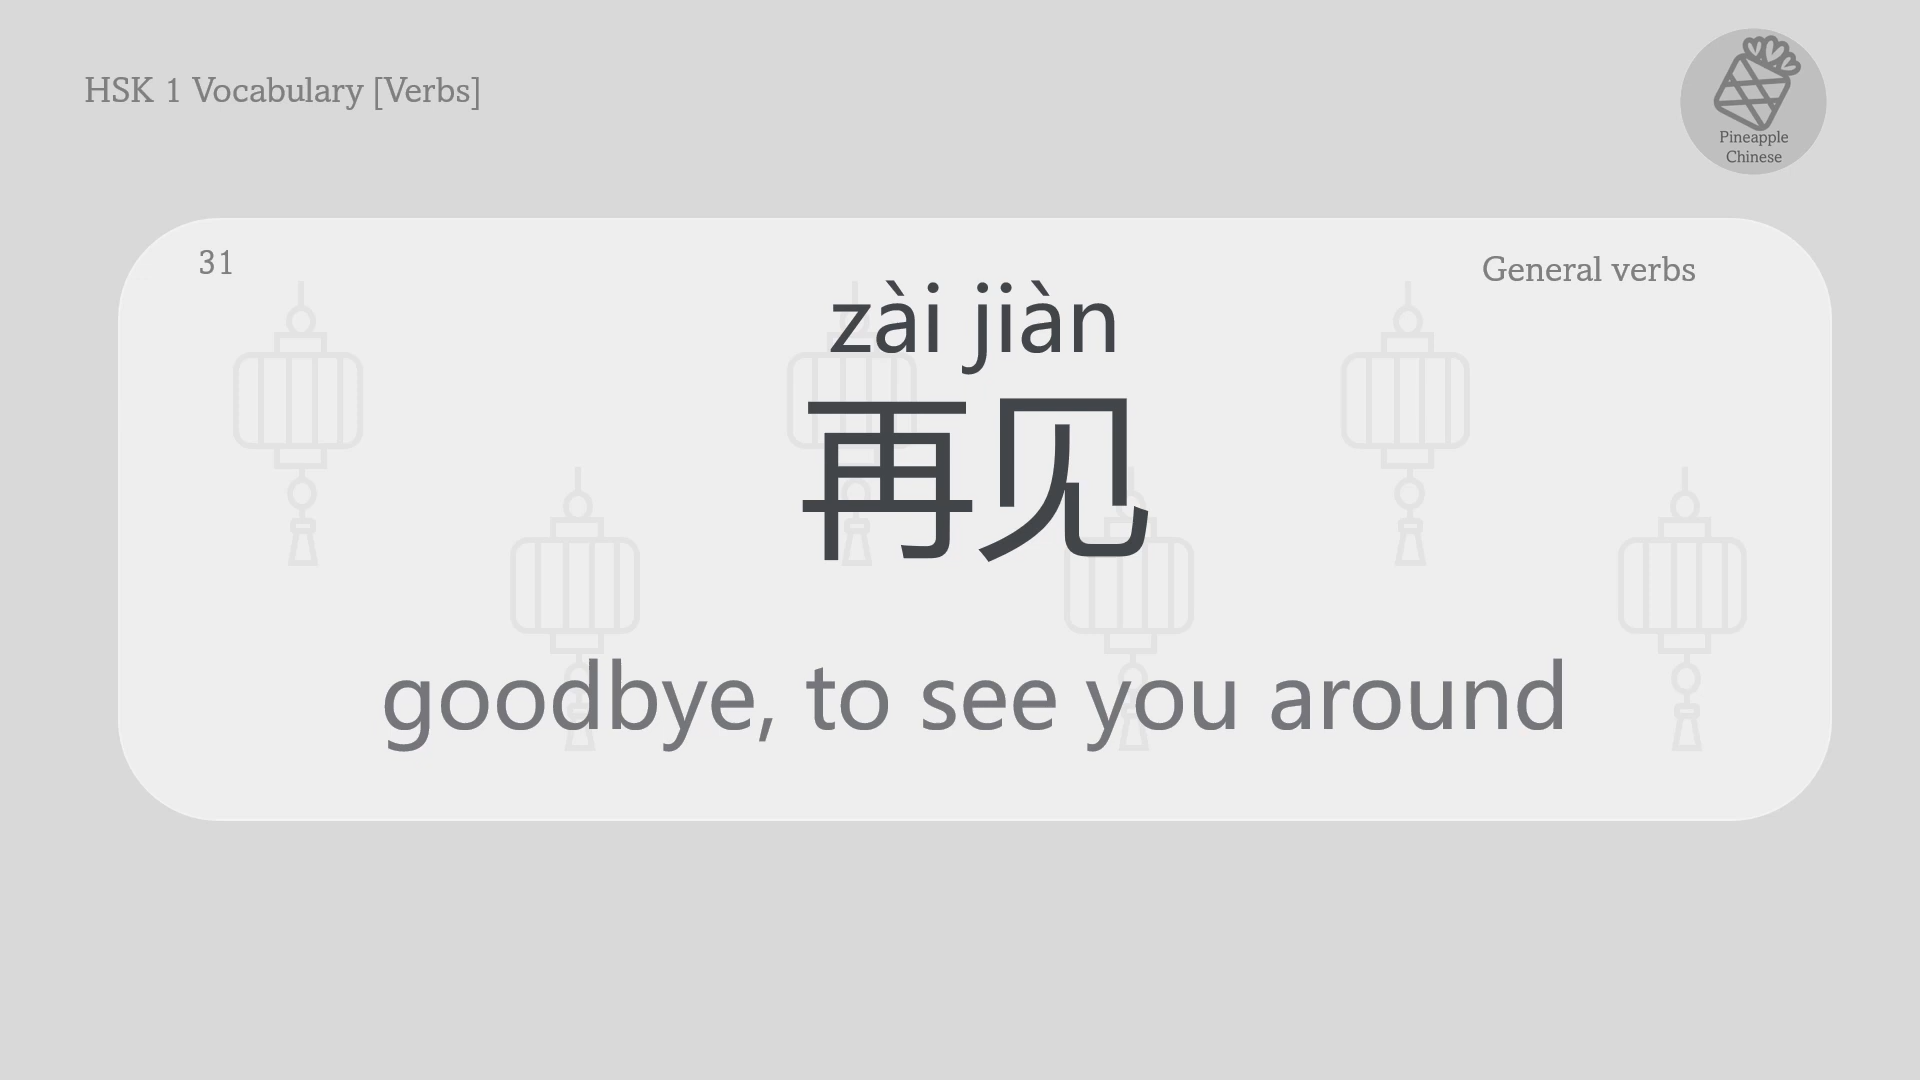 HSK 1 Vocabulary [Verbs]
Pineapple
Chinese
31
General verbs
zài jiàn
再见
goodbye, to see you around